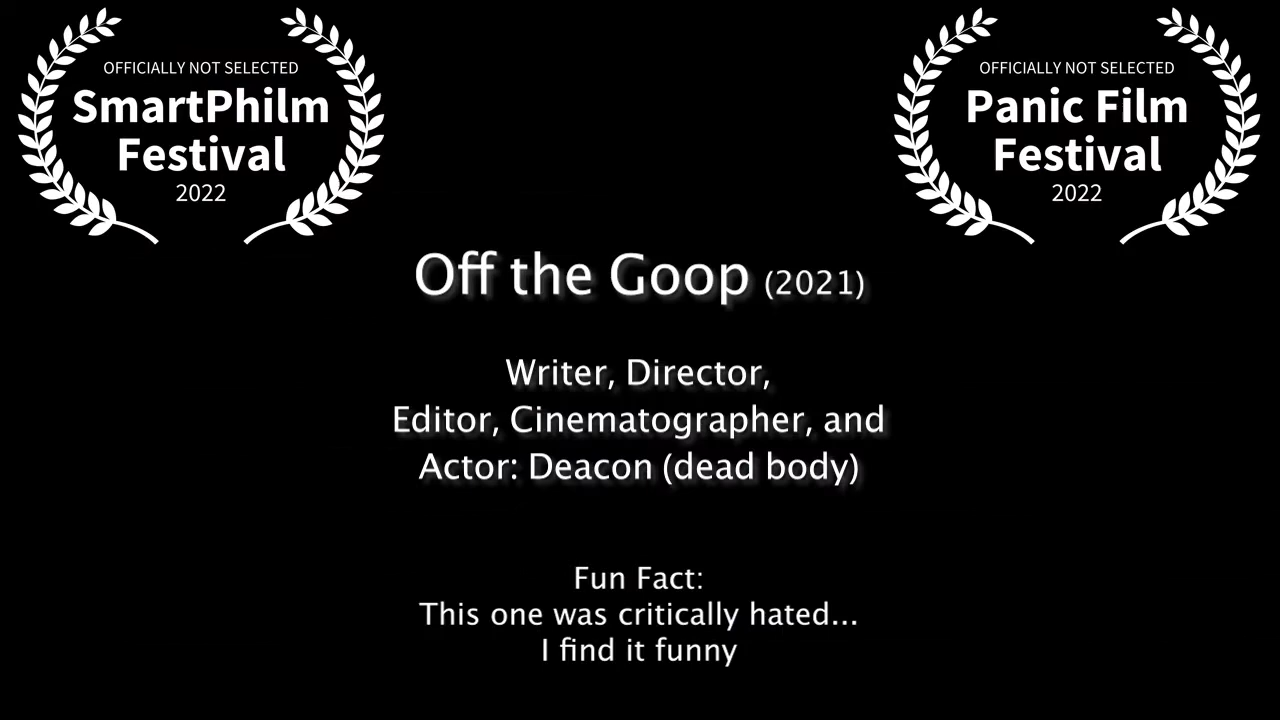 OFFICIALLY NOT SELECTED
SmartPhilm
Festival
2022
OFFICIALLY NOT SELECTED
Panic Film
Festival
2022
Off the Goop (2021)
Writer, Director,
Editor, Cinematographer, and
Actor: Deacon (dead body)
Fun Fact:
This one was critically hated...
I find it funny